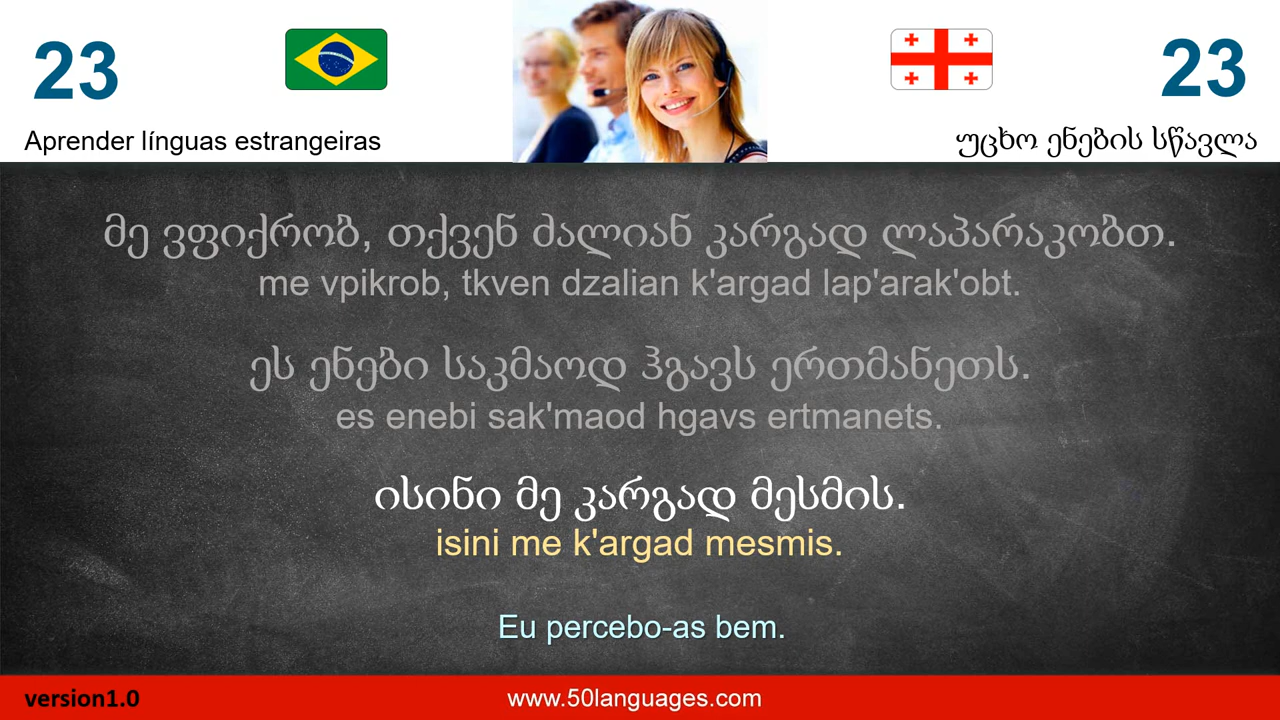 23
23
Aprender línguas estrangeiras
უცხო ენების სწავლა
მე ვფიქრობ, თქვენ ძალიან კარგად ლაპარაკობთ.
me vpikrob, tkven dzalian k'argad lap'arak'obt.
ეს ენები საკმაოდ ჰგავს ერთმანეთს.
es enebi sak'maod hgavs ertmanets.
ისინი მე კარგად მესმის.
isini me k'argad mesmis.
Eu percebo-as bem.
version1.0
www.50languages.com